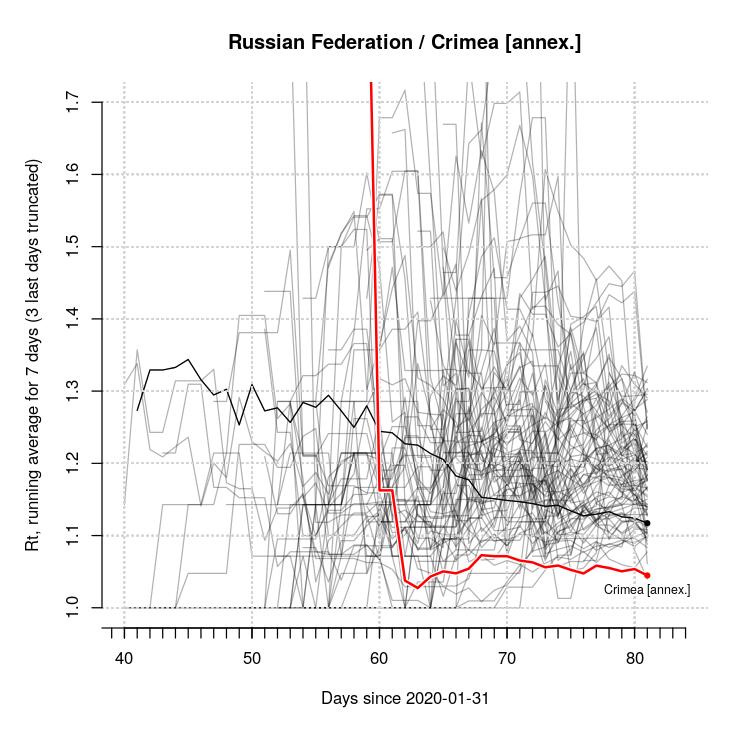 Russian Federation / Crimea [annex.]
Rt, running average for 7 days (3 last days truncated)
1.7
1.6
1.5
1.4
1.3
1.2
1.1
1.0
Crimea [annex.]
40 50 60 70 80
Days since 2020-01-31